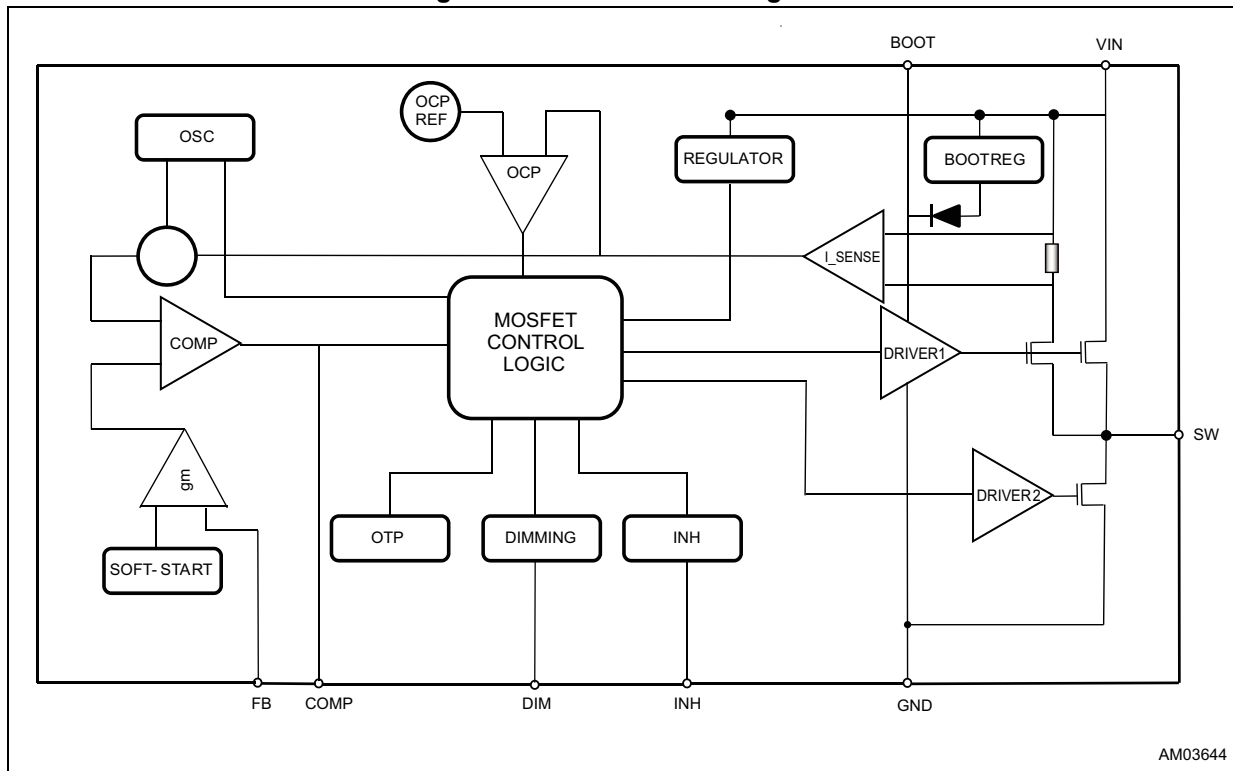 BOOT
VIN
OSC
OCP
REF
OCP
REGULATOR
BOOTREG
I_SENSE
COMP
MOSFET
CONTROL
LOGIC
DRIVER1
SW
gm
DRIVER2
OTP
DIMMING
INH
SOFT- START
FB
COMP
DIM
INH
GND
AM03644